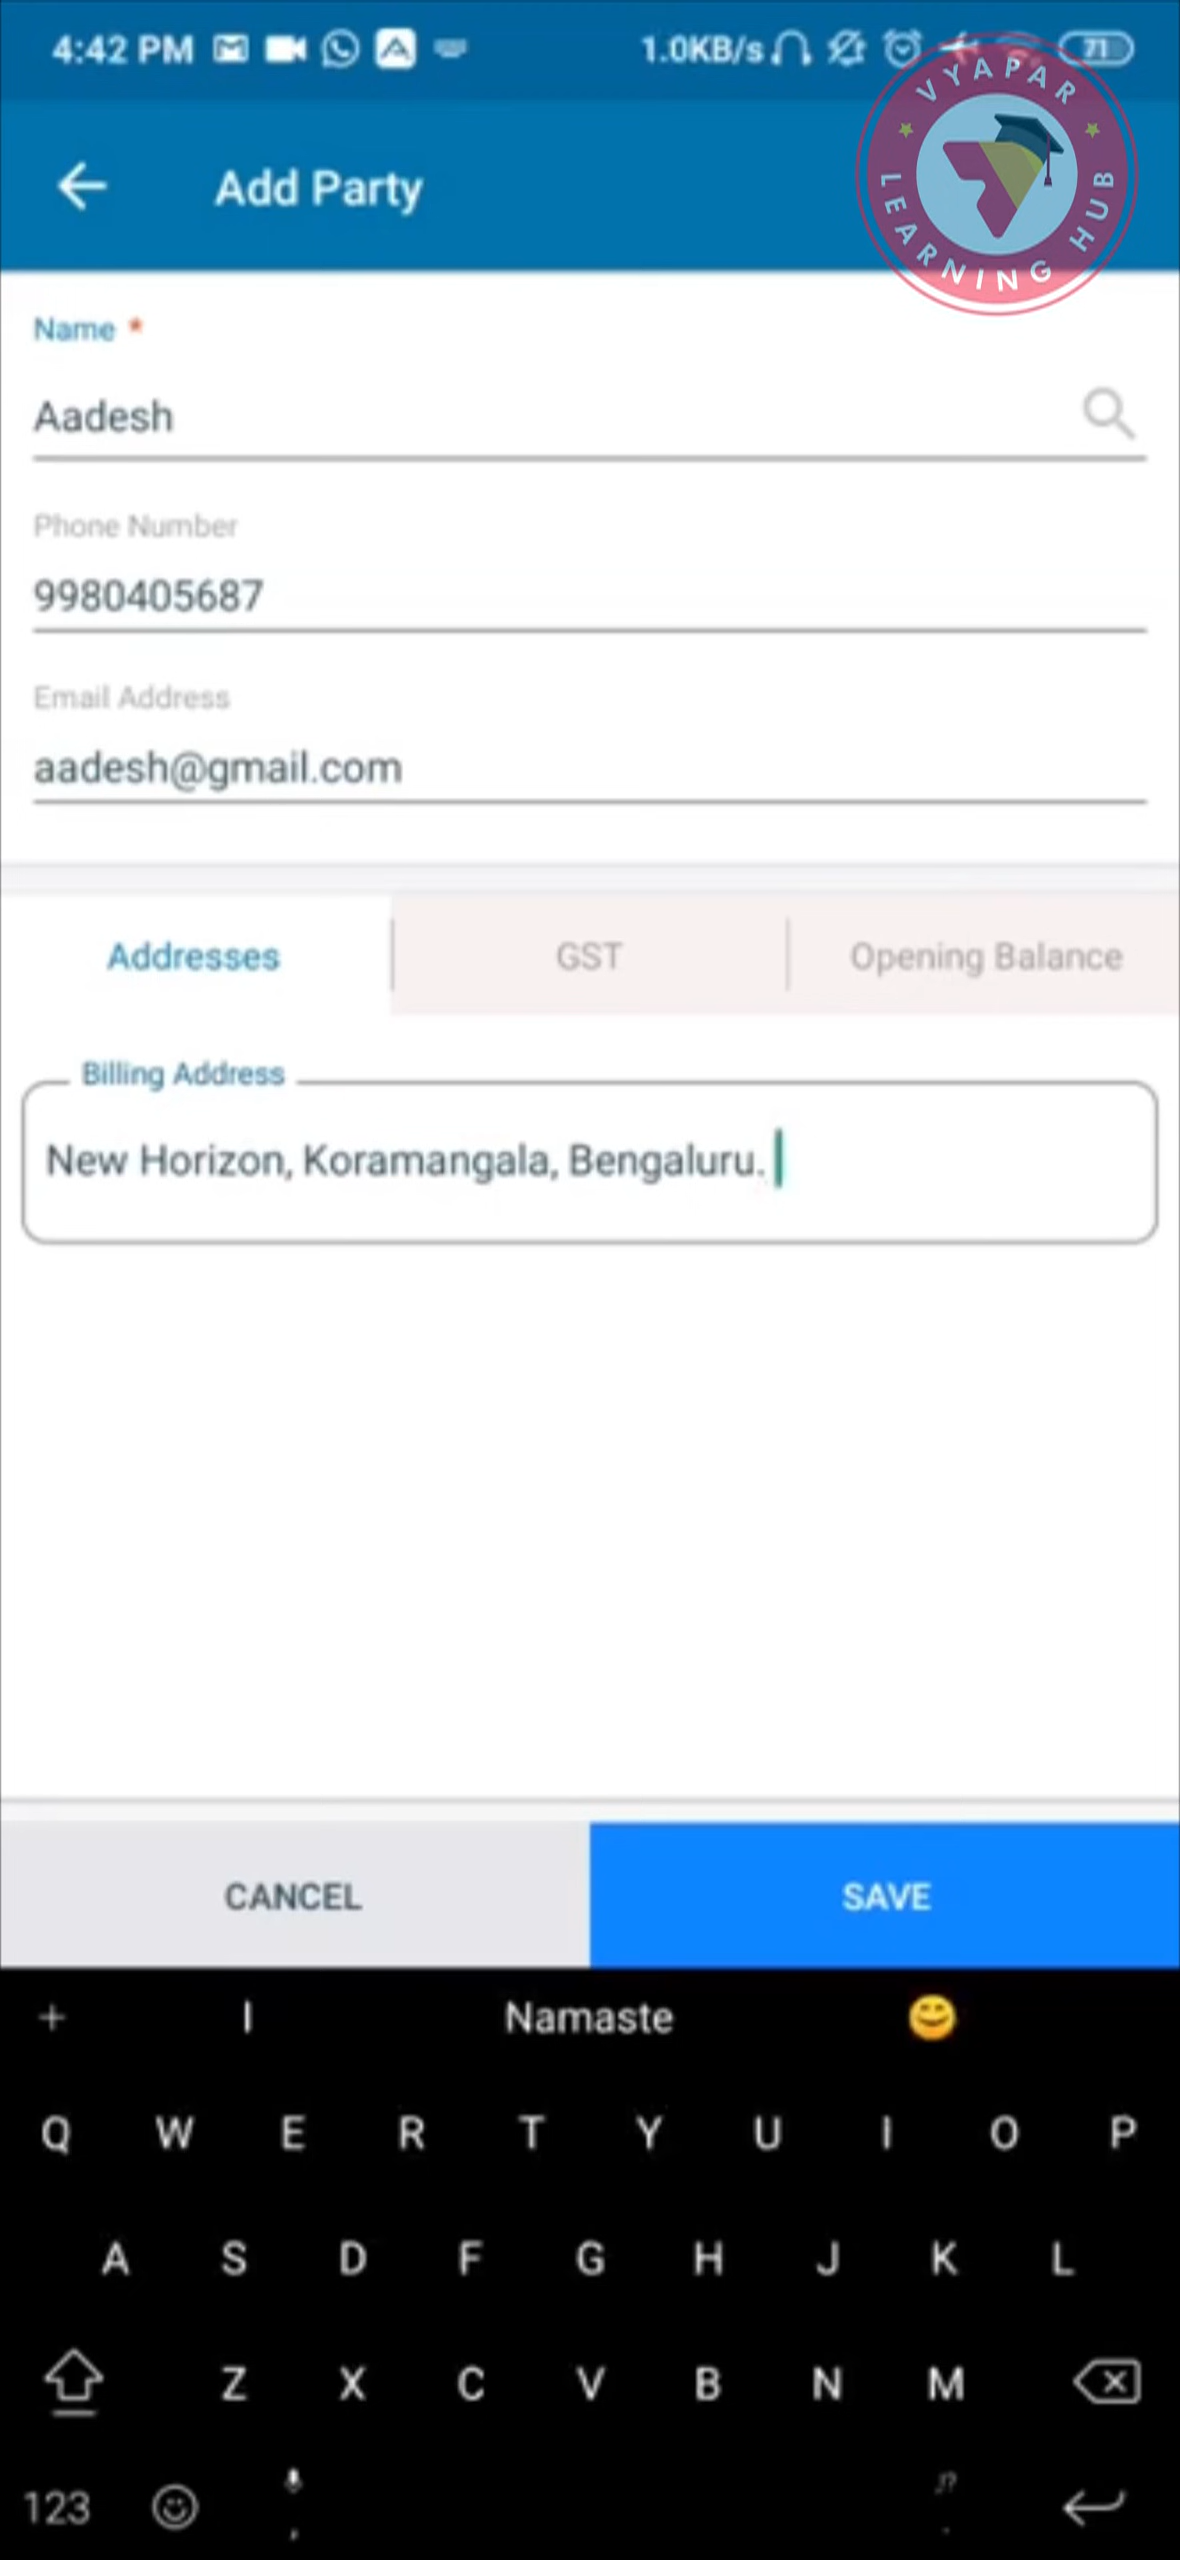 4:42 PM
1.0KB/s
71
VYAPAR
LEARNING HUB
Add Party
Name *
Aadesh
Phone Number
9980405687
Email Address
aadesh@gmail.com
Addresses
GST
Opening Balance
Billing Address
New Horizon, Koramangala, Bengaluru.
CANCEL
SAVE
+ I Namaste
Q W E R T Y U I O P
A S D F G H J K L
Z X C V B N M
123 , .